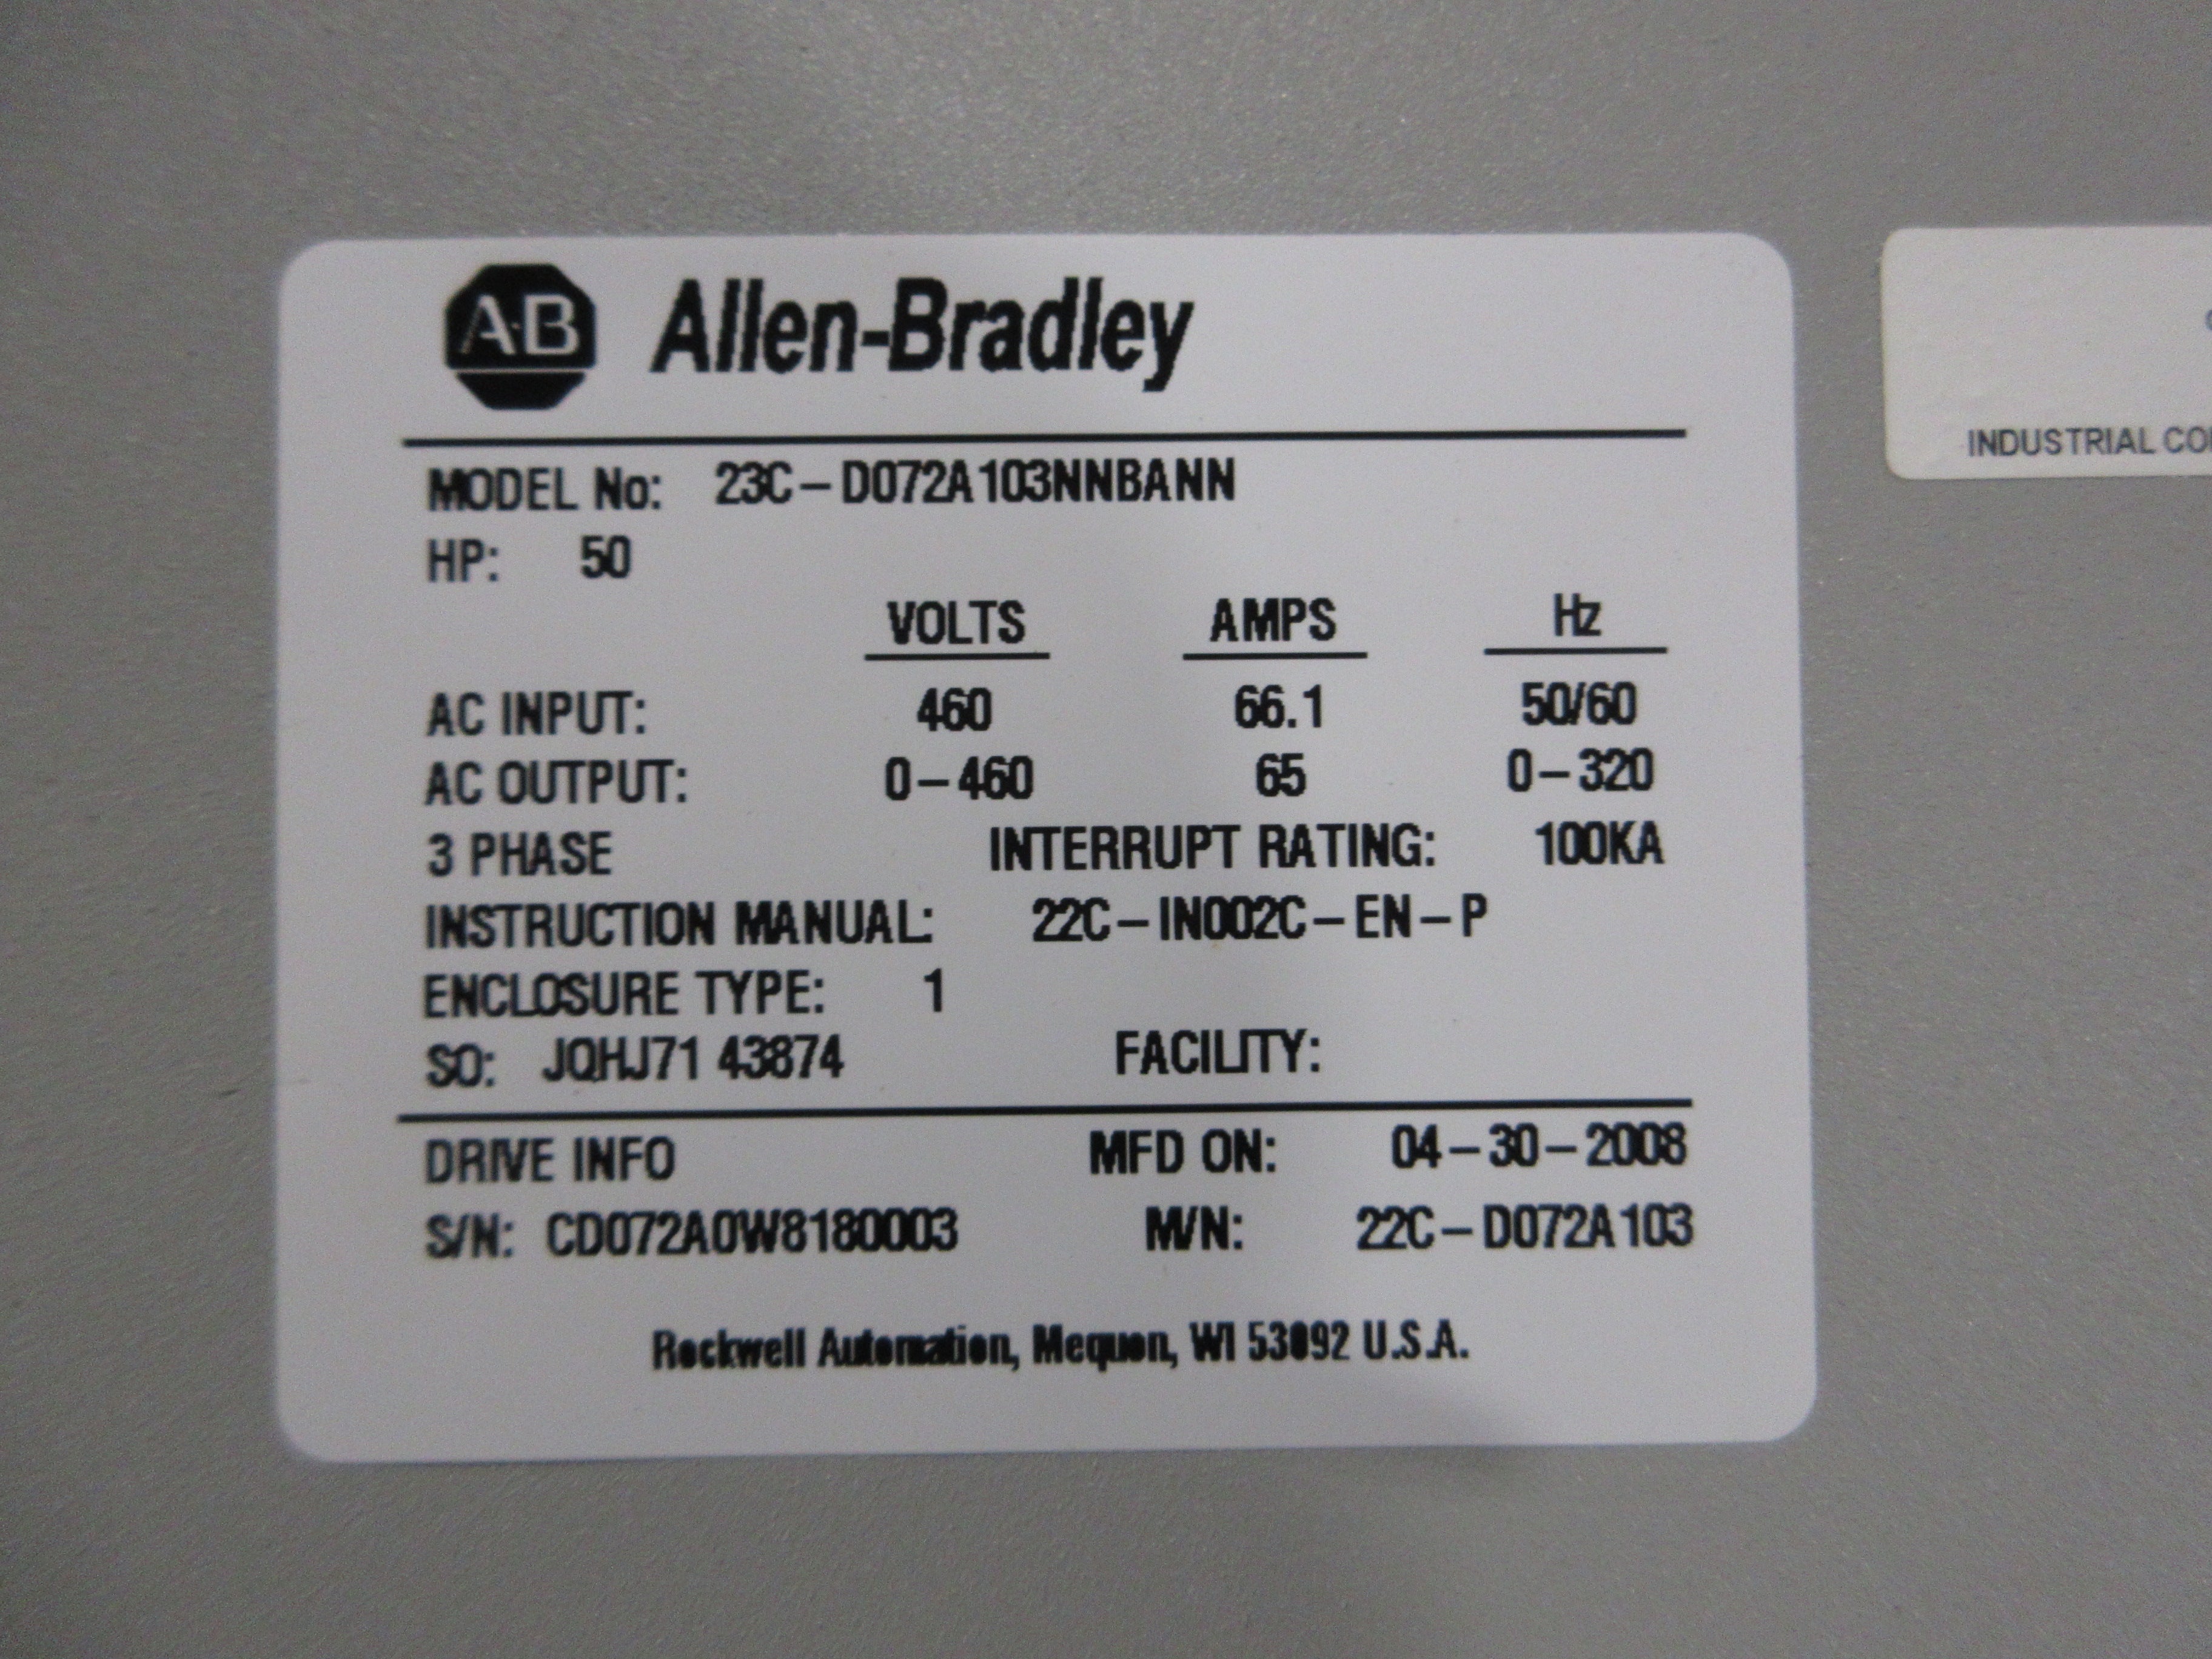 A-B Allen-Bradley
MODEL No: 23C-D072A103NNBANN
HP: 50
VOLTS AMPS Hz
AC INPUT: 460 66.1 50/60
AC OUTPUT: 0-460 65 0-320
3 PHASE INTERRUPT RATING: 100KA
INSTRUCTION MANUAL: 22C-IN002C-EN-P
ENCLOSURE TYPE: 1
SO: JQHJ71 43874 FACILITY:
DRIVE INFO MFD ON: 04-30-2008
S/N: CD072A0W8180003 M/N: 22C-D072A103
Rockwell Automation, Mequon, WI 53092 U.S.A.
INDUSTRIAL